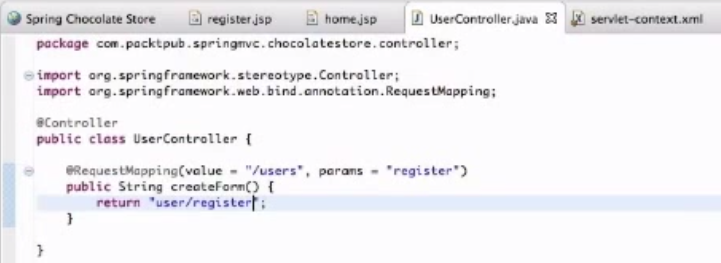 Spring Chocolate Store register.jsp home.jsp UserController.java servlet-context.xml
package com.packtpub.springmvc.chocolatestore.controller;
import org.springframework.stereotype.Controller;
import org.springframework.web.bind.annotation.RequestMapping;
@Controller
public class UserController {
@RequestMapping(value = "/users", params = "register")
public String createForm() {
return "user/register";
}
}